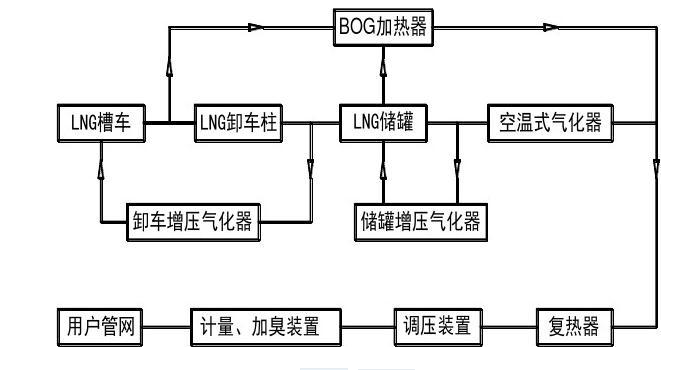 BOG加热器
LNG槽车
LNG卸车柱
LNG储罐
空温式气化器
卸车增压气化器
储罐增压气化器
用户管网
计量、加臭装置
调压装置
复热器